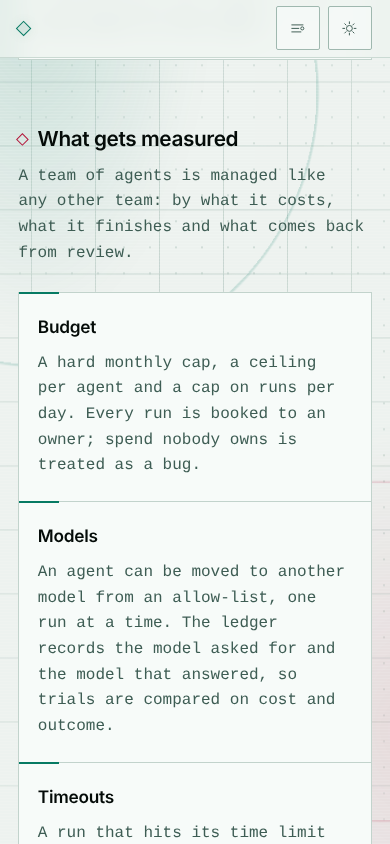 What gets measured
A team of agents is managed like
any other team: by what it costs,
what it finishes and what comes back
from review.
Budget
A hard monthly cap, a ceiling
per agent and a cap on runs per
day. Every run is booked to an
owner; spend nobody owns is
treated as a bug.
Models
An agent can be moved to another
model from an allow-list, one
run at a time. The ledger
records the model asked for and
the model that answered, so
trials are compared on cost and
outcome.
Timeouts
A run that hits its time limit